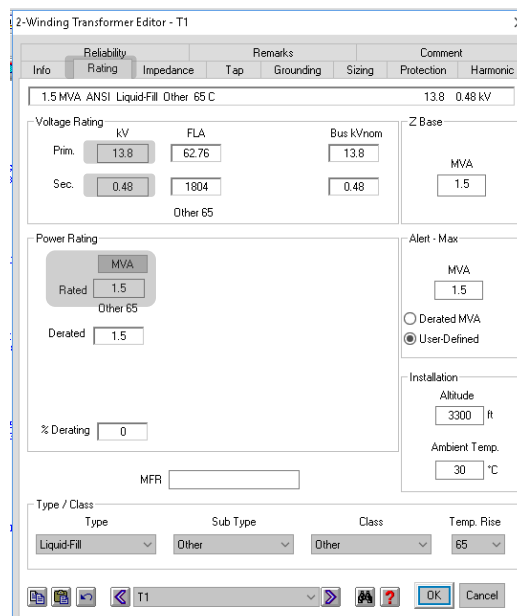 2-Winding Transformer Editor - T1
Reliability Remarks Comment
Info Rating Impedance Tap Grounding Sizing Protection Harmonic
1.5 MVA ANSI Liquid-Fill Other 65 C 13.8 0.48 kV
Voltage Rating Z Base
kV FLA Bus kVnom
Prim. 13.8 62.76 13.8 MVA
Sec. 0.48 1804 0.48 1.5
Other 65
Power Rating Alert - Max
MVA MVA
Rated 1.5 1.5
Other 65
Derated MVA
Derated 1.5 User-Defined
Installation
Altitude
3300 ft
% Derating 0
Ambient Temp.
30 °C
MFR
Type / Class
Type Sub Type Class Temp. Rise
Liquid-Fill Other Other 65
T1 ? OK Cancel